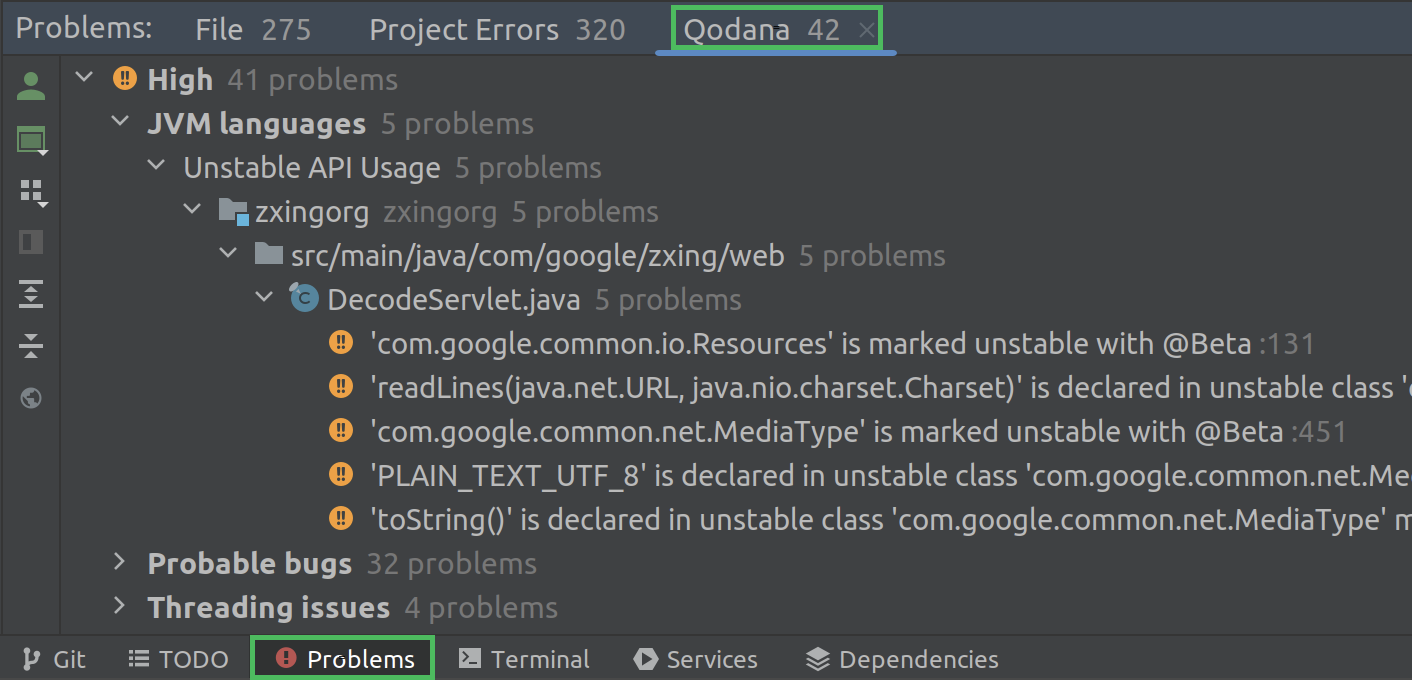 Problems: File 275 Project Errors 320 Qodana 42
High 41 problems
JVM languages 5 problems
Unstable API Usage 5 problems
zxingorg zxingorg 5 problems
src/main/java/com/google/zxing/web 5 problems
DecodeServlet.java 5 problems
'com.google.common.io.Resources' is marked unstable with @Beta :131
'readLines(java.net.URL, java.nio.charset.Charset)' is declared in unstable class '
'com.google.common.net.MediaType' is marked unstable with @Beta :451
'PLAIN_TEXT_UTF_8' is declared in unstable class 'com.google.common.net.Me
'toString()' is declared in unstable class 'com.google.common.net.MediaType' m
Probable bugs 32 problems
Threading issues 4 problems
Git TODO Problems Terminal Services Dependencies